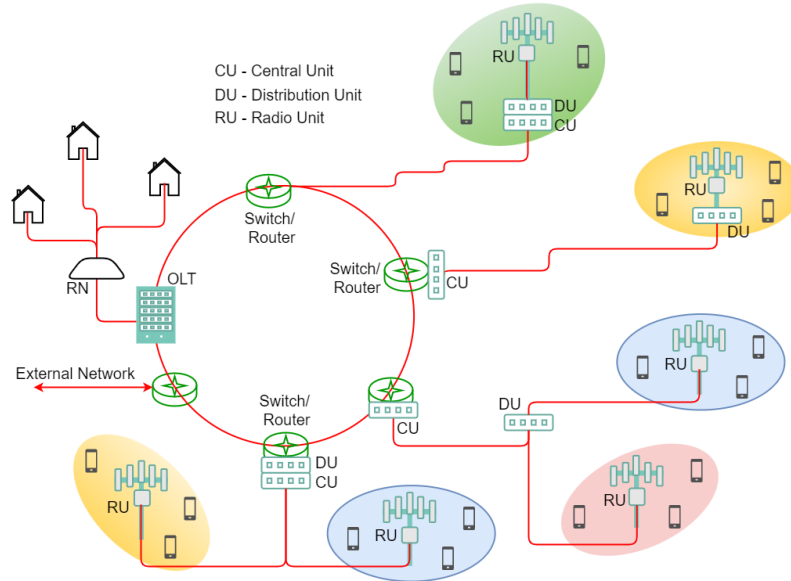 CU - Central Unit
DU - Distribution Unit
RU - Radio Unit
RU
DU
CU
RU
DU
Switch/
Router
Switch/
Router
CU
RN
OLT
External Network
Switch/
Router
CU
DU
RU
DU
CU
RU
RU
RU